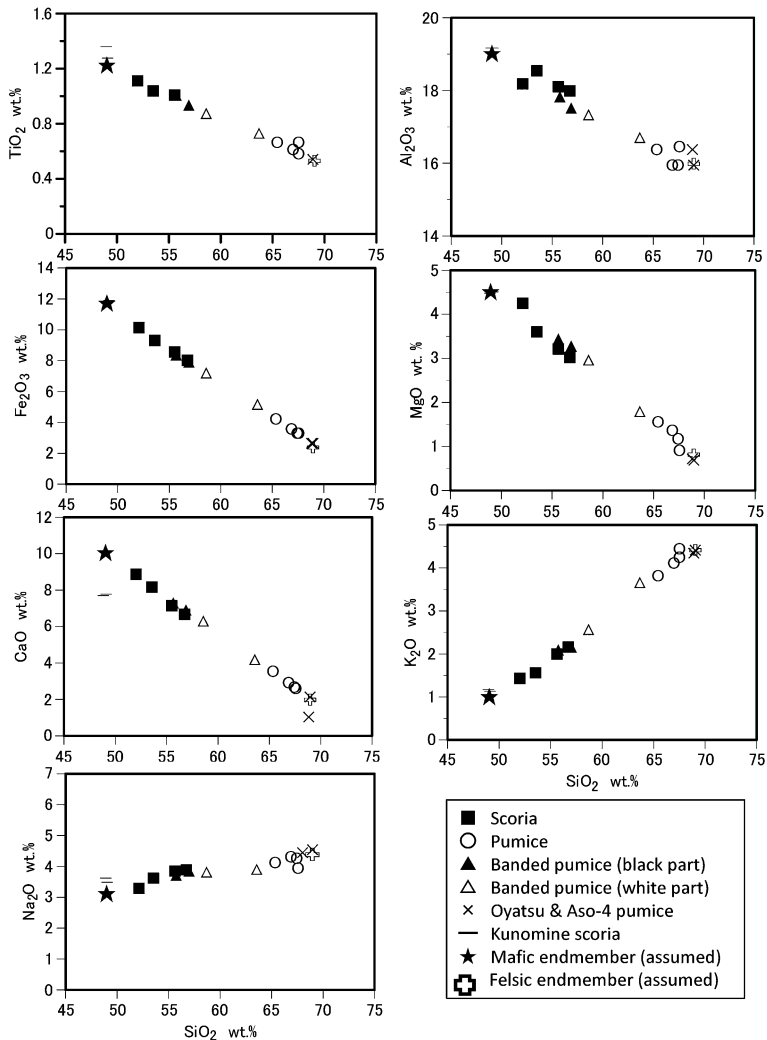 1.6
1.2
0.8
0.4
0
TiO2 wt.%
45 50 55 60 65 70 75
20
18
16
14
Al2O3 wt.%
45 50 55 60 65 70 75
14
12
10
8
6
4
2
0
Fe2O3 wt.%
45 50 55 60 65 70 75
5
4
3
2
1
0
MgO wt.%
45 50 55 60 65 70 75
12
10
8
6
4
2
0
CaO wt.%
45 50 55 60 65 70 75
5
4
3
2
1
0
K2O wt.%
45 50 55 60 65 70 75
SiO2 wt.%
7
6
5
4
3
2
1
0
Na2O wt.%
45 50 55 60 65 70 75
SiO2 wt.%
Scoria
Pumice
Banded pumice (black part)
Banded pumice (white part)
Oyatsu & Aso-4 pumice
Kunomine scoria
Mafic endmember (assumed)
Felsic endmember (assumed)